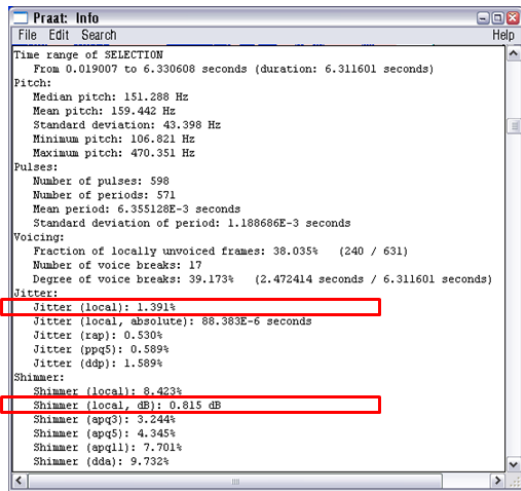 Praat: Info
File Edit Search Help
Time range of SELECTION
From 0.019007 to 6.330608 seconds (duration: 6.311601 seconds)
Pitch:
Median pitch: 151.288 Hz
Mean pitch: 159.442 Hz
Standard deviation: 43.398 Hz
Minimum pitch: 106.821 Hz
Maximum pitch: 470.351 Hz
Pulses:
Number of pulses: 598
Number of periods: 571
Mean period: 6.355128E-3 seconds
Standard deviation of period: 1.188686E-3 seconds
Voicing:
Fraction of locally unvoiced frames: 38.035% (240 / 631)
Number of voice breaks: 17
Degree of voice breaks: 39.173% (2.472414 seconds / 6.311601 seconds)
Jitter:
Jitter (local): 1.391%
Jitter (local, absolute): 88.383E-6 seconds
Jitter (rap): 0.530%
Jitter (ppq5): 0.589%
Jitter (ddp): 1.589%
Shimmer:
Shimmer (local): 8.423%
Shimmer (local, dB): 0.815 dB
Shimmer (apq3): 3.244%
Shimmer (apq5): 4.345%
Shimmer (apq11): 7.701%
Shimmer (dda): 9.732%